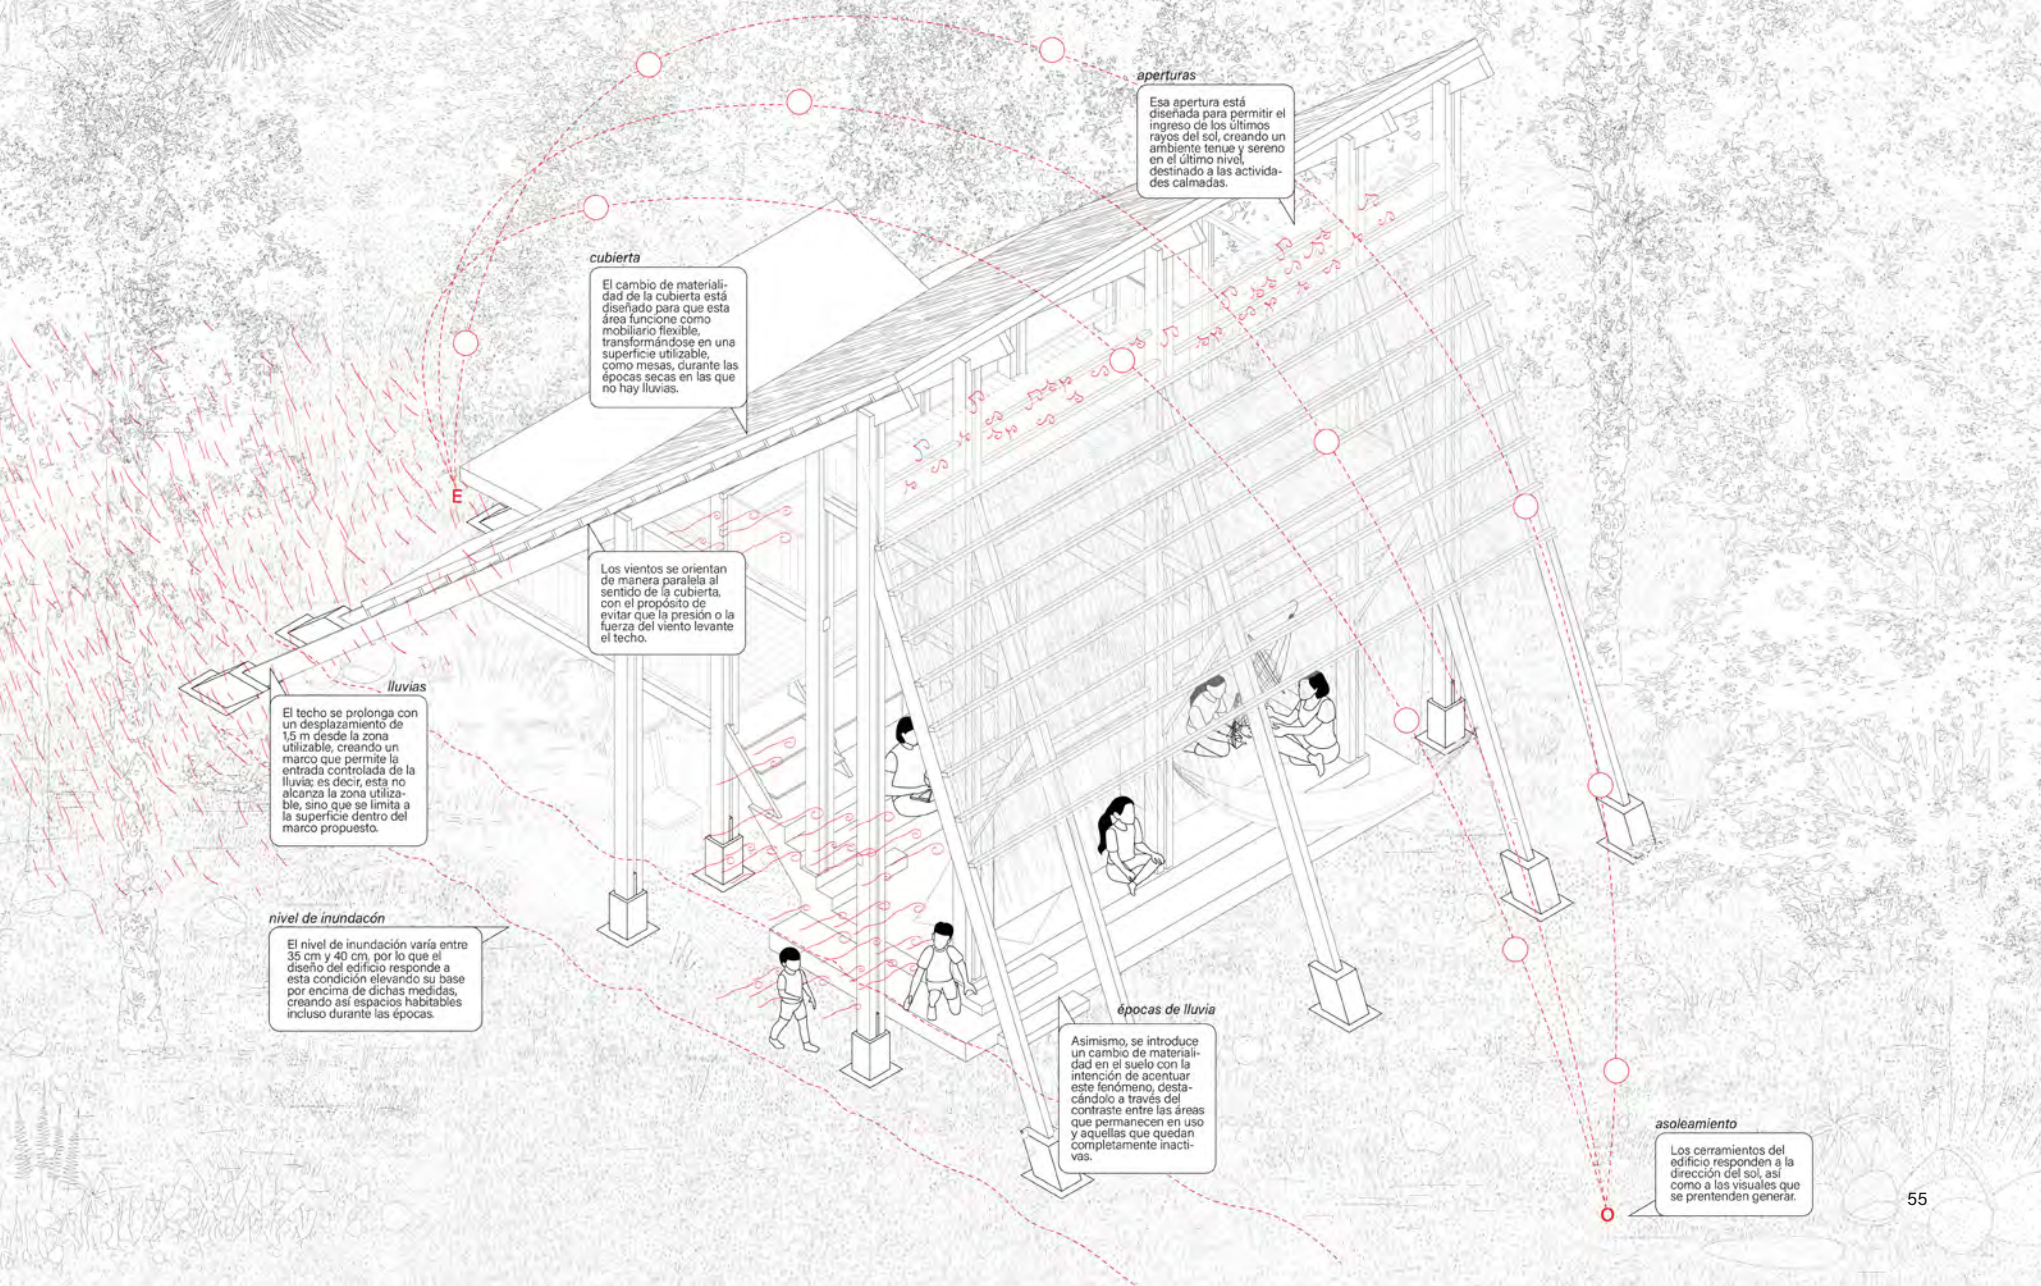 aperturas
Esa apertura está
diseñada para permitir el
ingreso de los últimos
rayos del sol, creando un
ambiente tenue y sereno
en el último nivel,
destinado a las activida-
des calmadas.
cubierta
El cambio de materiali-
dad de la cubierta está
diseñado para que esta
área funcione como
mobiliario flexible,
transformándose en una
superficie utilizable,
como mesas, durante las
épocas secas en las que
no hay lluvias.
E
Los vientos se orientan
de manera paralela al
sentido de la cubierta,
con el propósito de
evitar que la presión o la
fuerza del viento levante
el techo.
lluvias
El techo se prolonga con
un desplazamiento de
1,5 m desde la zona
utilizable, creando un
marco que permite la
entrada controlada de la
lluvia; es decir, esta no
alcanza la zona utiliza-
ble, sino que se limita a
la superficie dentro del
marco propuesto.
nivel de inundacón
El nivel de inundación varía entre
35 cm y 40 cm, por lo que el
diseño del edificio responde a
esta condición elevando su base
por encima de dichas medidas,
creando así espacios habitables
incluso durante las épocas.
épocas de lluvia
Asimismo, se introduce
un cambio de materiali-
dad en el suelo con la
intención de acentuar
este fenómeno, desta-
cándolo a través del
contraste entre las áreas
que permanecen en uso
y aquellas que quedan
completamente inacti-
vas.
asoleamiento
Los cerramientos del
edificio responden a la
dirección del sol, así
como a las visuales que
se prentenden generar.
O
55